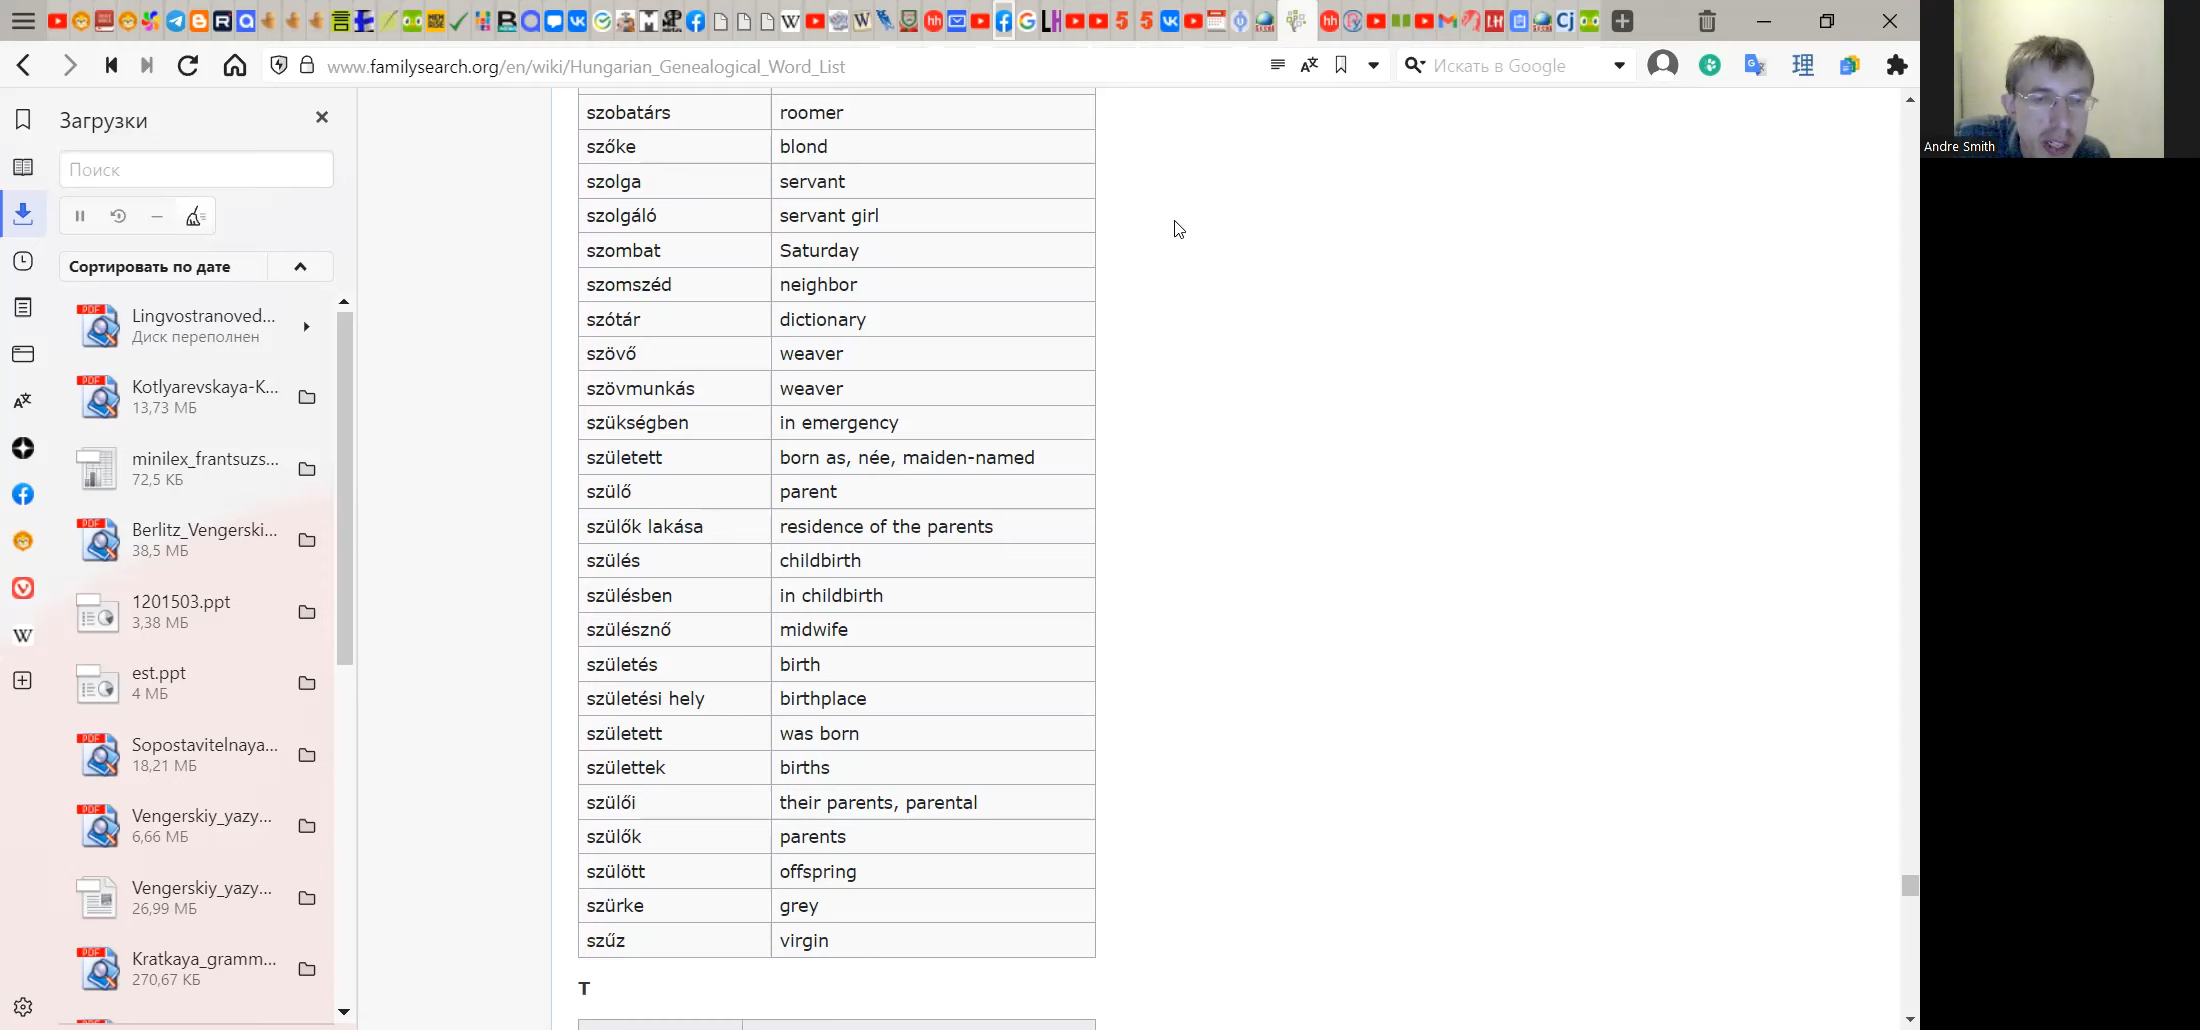 www.familysearch.org/en/wiki/Hungarian_Genealogical_Word_List
Искать в Google
Andre Smith
Загрузки
Поиск
Сортировать по дате
Lingvostranoved...
Диск переполнен
Kotlyarevskaya-K...
13,73 МБ
minilex_frantsuzs...
72,5 КБ
Berlitz_Vengerski...
38,5 МБ
1201503.ppt
3,38 МБ
est.ppt
4 МБ
Sopostavitelnaya...
18,21 МБ
Vengerskiy_yazy...
6,66 МБ
Vengerskiy_yazy...
26,99 МБ
Kratkaya_gramm...
270,67 КБ
szobatárs roomer
szőke blond
szolga servant
szolgáló servant girl
szombat Saturday
szomszéd neighbor
szótár dictionary
szövő weaver
szövmunkás weaver
szükségben in emergency
született born as, née, maiden-named
szülő parent
szülők lakása residence of the parents
szülés childbirth
szülésben in childbirth
szülésznő midwife
születés birth
születési hely birthplace
született was born
születtek births
szülői their parents, parental
szülők parents
szülött offspring
szürke grey
szűz virgin
T